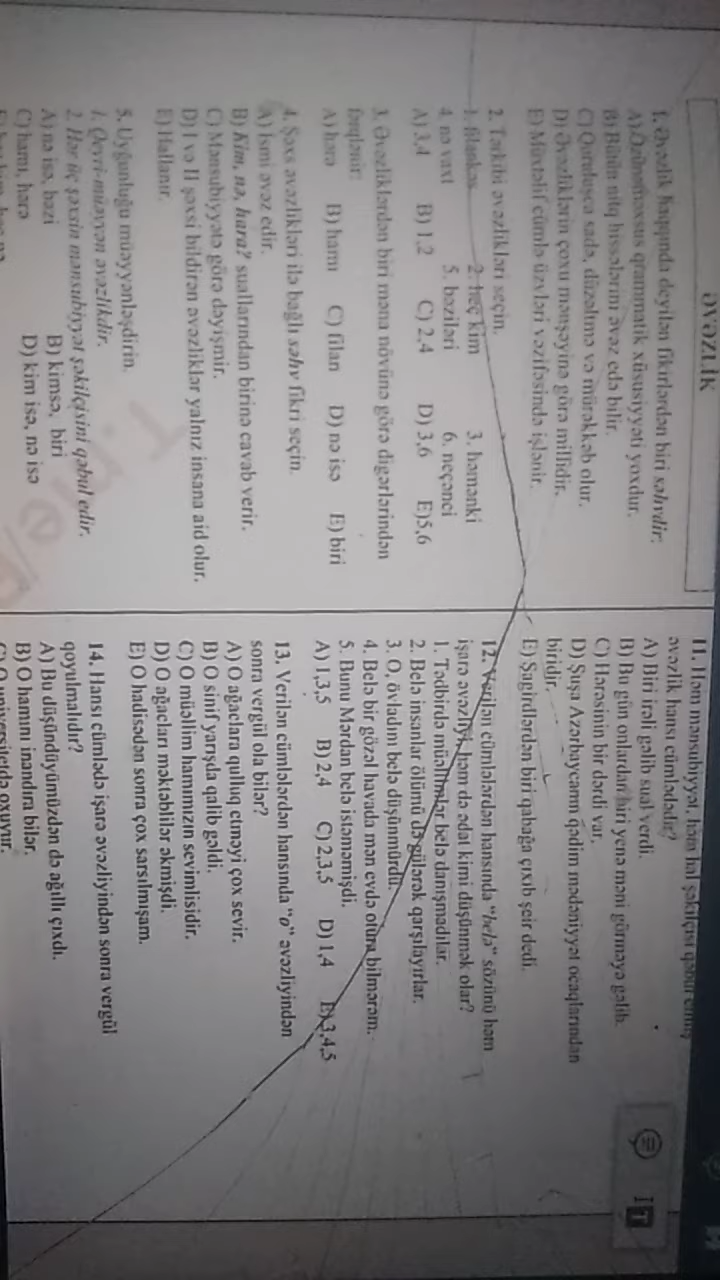 ƏVƏZLİK
1. Əvəzlik haqqında deyilən fikirlərdən biri səhvdir:
A) Özünəməxsus qrammatik xüsusiyyəti yoxdur.
B) Bütün nitq hissələrini əvəz edə bilir.
C) Quruluşca sadə, düzəltmə və mürəkkəb olur.
D) Əvəzliklərin çoxu mənşəyinə görə millidir.
E) Müxtəlif cümlə üzvləri vəzifəsində işlənir.
2. Tərkibi əvəzlikləri seçin.
1. filankəs 2. heç kim 3. həmənki
4. nə vaxt 5. bəziləri 6. neçənci
A) 3,4 B) 1,2 C) 2,4 D) 3,6 E)5,6
3. Əvəzliklərdən biri məna növünə görə digərlərindən
fərqlənir:
A) hərə B) hamı C) filan D) nə isə E) biri
4. Şəxs əvəzlikləri ilə bağlı səhv fikri seçin.
A) İsmi əvəz edir.
B) Kim, nə, hara? suallarından birinə cavab verir.
C) Mənsubiyyətə görə dəyişmir.
D) I və II şəxsi bildirən əvəzliklər yalnız insana aid olur.
E) Hallanır.
5. Uyğunluğu müəyyənləşdirin.
1. Qeyri-müəyyən əvəzlikdir.
2. Hər üç şəxsin mənsubiyyət şəkilçisini qəbul edir.
A) nə isə, bəzi B) kimsə, biri
C) hamı, hərə D) kim isə, nə isə
11. Həm mənsubiyyət, həm hal şəkilçisi qəbul etmiş
əvəzlik hansı cümlədədir?
A) Biri irəli gəlib sual verdi.
B) Bu gün onlardan biri yenə məni görməyə gəlib.
C) Hərəsinin bir dərdi var.
D) Şuşa Azərbaycanın qədim mədəniyyət ocaqlarından
biridir.
E) Şagirdlərdən biri qabağa çıxıb şeir dedi.
12. Verilən cümlələrdən hansında "belə" sözünü həm
işarə əvəzliyi, həm də ədat kimi düşünmək olar?
1. Tədbirdə müəllimlər belə danışmadılar.
2. Belə insanlar ölümü də gülərək qarşılayırlar.
3. O, övladını belə düşünmürdü.
4. Belə bir gözəl havada mən evdə otura bilmərəm.
5. Bunu Mərdan belə istəməmişdi.
A) 1,3,5 B) 2,4 C) 2,3,5 D) 1,4 E) 3,4,5
13. Verilən cümlələrdən hansında "o" əvəzliyindən
sonra vergül ola bilər?
A) O ağaclara qulluq etməyi çox sevir.
B) O sinif yarışda qalib gəldi.
C) O müəllim hamımızın sevimlisidir.
D) O ağacları məktəblilər əkmişdi.
E) O hadisədən sonra çox sarsılmışam.
14. Hansı cümlədə işarə əvəzliyindən sonra vergül
qoyulmalıdır?
A) Bu düşündüyümüzdən də ağıllı çıxdı.
B) O hamını inandıra bilər.
C) O universitetdə oxuyur.